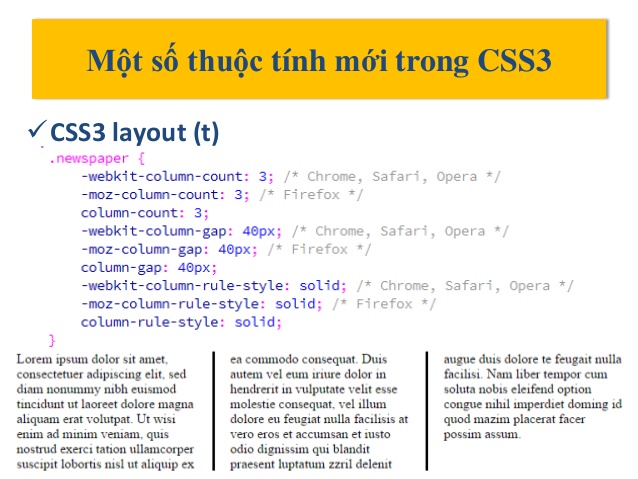 Một số thuộc tính mới trong CSS3
✓CSS3 layout (t)
.newspaper {
-webkit-column-count: 3; /* Chrome, Safari, Opera */
-moz-column-count: 3; /* Firefox */
column-count: 3;
-webkit-column-gap: 40px; /* Chrome, Safari, Opera */
-moz-column-gap: 40px; /* Firefox */
column-gap: 40px;
-webkit-column-rule-style: solid; /* Chrome, Safari, Opera */
-moz-column-rule-style: solid; /* Firefox */
column-rule-style: solid;
}
Lorem ipsum dolor sit amet,
consectetuer adipiscing elit, sed
diam nonummy nibh euismod
tincidunt ut laoreet dolore magna
aliquam erat volutpat. Ut wisi
enim ad minim veniam, quis
nostrud exerci tation ullamcorper
suscipit lobortis nisl ut aliquip ex
ea commodo consequat. Duis
autem vel eum iriure dolor in
hendrerit in vulputate velit esse
molestie consequat, vel illum
dolore eu feugiat nulla facilisis at
vero eros et accumsan et iusto
odio dignissim qui blandit
praesent luptatum zzril delenit
augue duis dolore te feugait nulla
facilisi. Nam liber tempor cum
soluta nobis eleifend option
congue nihil imperdiet doming id
quod mazim placerat facer
possim assum.